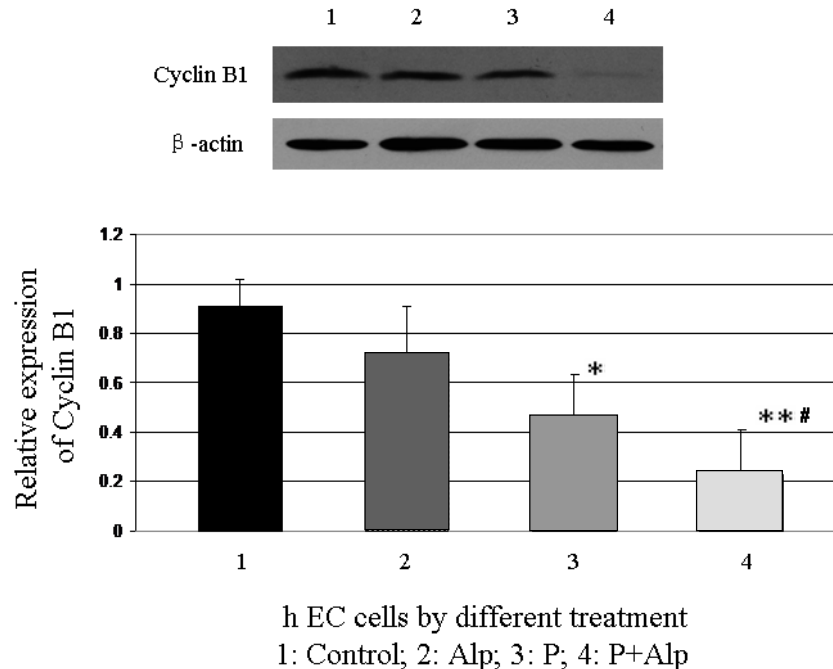 1 2 3 4
Cyclin B1
β-actin
Relative expression
of Cyclin B1
1.2
1
0.8
0.6
0.4
0.2
0
*
**#
1 2 3 4
h EC cells by different treatment
1: Control; 2: Alp; 3: P; 4: P+Alp